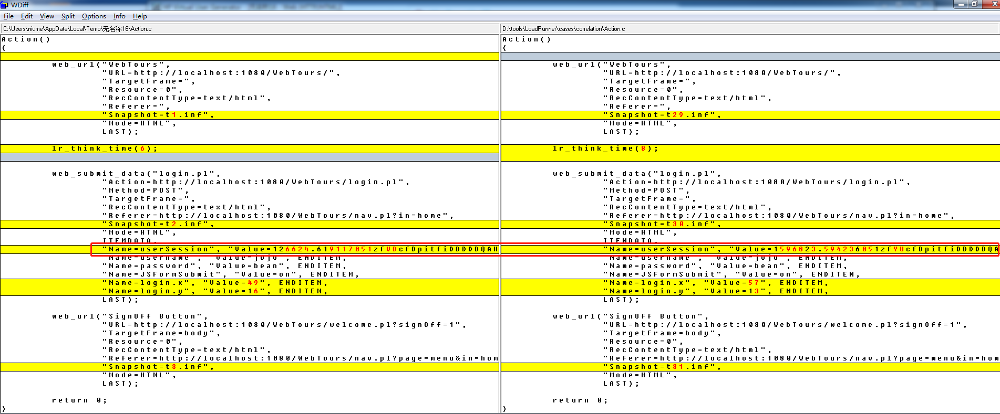 WDiff
File Edit View Split Options Info Help
C:\Users\niume\AppData\Local\Temp\无名称16\Action.c
Action()
{
web_url("WebTours",
"URL=http://localhost:1080/WebTours/",
"TargetFrame=",
"Resource=0",
"RecContentType=text/html",
"Referer=",
"Snapshot=t1.inf",
"Mode=HTML",
LAST);
lr_think_time(6);
web_submit_data("login.pl",
"Action=http://localhost:1080/WebTours/login.pl",
"Method=POST",
"TargetFrame=",
"RecContentType=text/html",
"Referer=http://localhost:1080/WebTours/nav.pl?in=home",
"Snapshot=t2.inf",
"Mode=HTML",
ITEMDATA,
"Name=userSession", "Value=126624.619117051zfVDcfDpitfiDDDDDQAH
"Name=username", "Value=jojo", ENDITEM,
"Name=password", "Value=bean", ENDITEM,
"Name=JSFormSubmit", "Value=on", ENDITEM,
"Name=login.x", "Value=49", ENDITEM,
"Name=login.y", "Value=16", ENDITEM,
LAST);
web_url("SignOff Button",
"URL=http://localhost:1080/WebTours/welcome.pl?signOff=1",
"TargetFrame=body",
"Resource=0",
"RecContentType=text/html",
"Referer=http://localhost:1080/WebTours/nav.pl?page=menu&in=hom
"Snapshot=t3.inf",
"Mode=HTML",
LAST);
return 0;
}
D:\tools\LoadRunner\cases\correlation\Action.c
Action()
{
web_url("WebTours",
"URL=http://localhost:1080/WebTours/",
"TargetFrame=",
"Resource=0",
"RecContentType=text/html",
"Referer=",
"Snapshot=t29.inf",
"Mode=HTML",
LAST);
lr_think_time(8);
web_submit_data("login.pl",
"Action=http://localhost:1080/WebTours/login.pl",
"Method=POST",
"TargetFrame=",
"RecContentType=text/html",
"Referer=http://localhost:1080/WebTours/nav.pl?in=home",
"Snapshot=t30.inf",
"Mode=HTML",
ITEMDATA,
"Name=userSession", "Value=1596823.594236051zfYUcfDpitfiDDDDDQA
"Name=username", "Value=jojo", ENDITEM,
"Name=password", "Value=bean", ENDITEM,
"Name=JSFormSubmit", "Value=on", ENDITEM,
"Name=login.x", "Value=57", ENDITEM,
"Name=login.y", "Value=13", ENDITEM,
LAST);
web_url("SignOff Button",
"URL=http://localhost:1080/WebTours/welcome.pl?signOff=1",
"TargetFrame=body",
"Resource=0",
"RecContentType=text/html",
"Referer=http://localhost:1080/WebTours/nav.pl?page=menu&in=hom
"Snapshot=t31.inf",
"Mode=HTML",
LAST);
return 0;
}